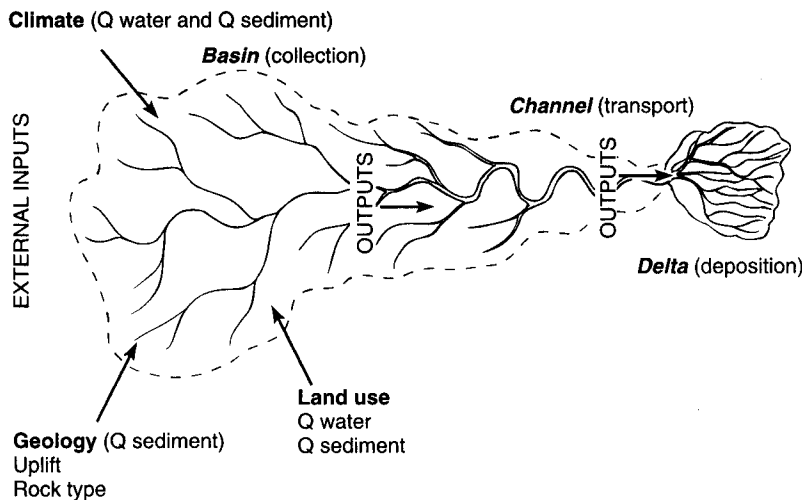 Climate (Q water and Q sediment)
Basin (collection)
Channel (transport)
EXTERNAL INPUTS
OUTPUTS
OUTPUTS
Delta (deposition)
Land use
Q water
Q sediment
Geology (Q sediment)
Uplift
Rock type